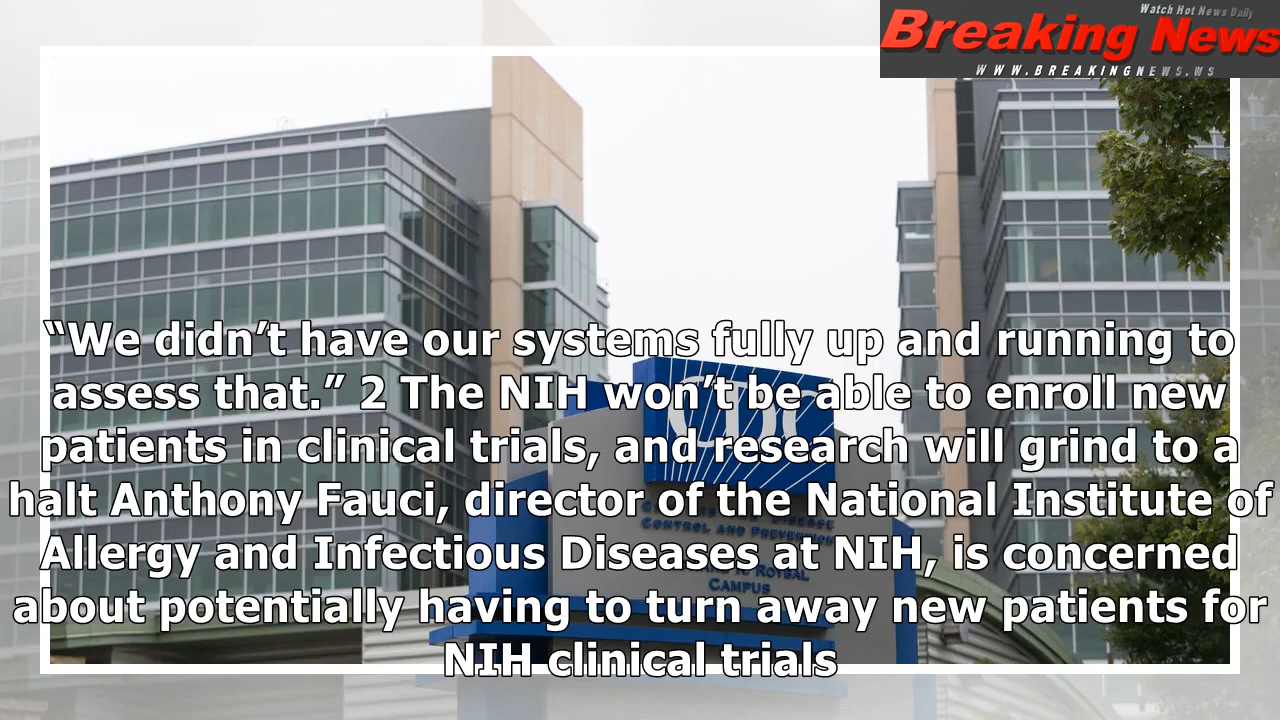 Watch Hot News Daily
Breaking News
WWW.BREAKINGNEWS.WS
“We didn’t have our systems fully up and running to
assess that.” 2 The NIH won’t be able to enroll new
patients in clinical trials, and research will grind to a
halt Anthony Fauci, director of the National Institute of
Allergy and Infectious Diseases at NIH, is concerned
about potentially having to turn away new patients for
NIH clinical trials
CDC
DISEASE
CONTROL AND PREVENTION
ROYBAL
CAMPUS